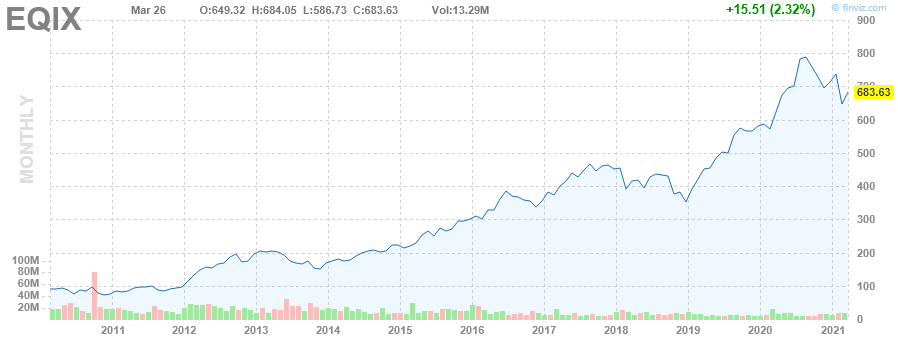 EQIX Mar 26 O:649.32 H:684.05 L:586.73 C:683.63 Vol:13.29M +15.51 (2.32%) © finviz.com
MONTHLY
900
800
700
683.63
600
500
400
300
200
100
0
100M
80M
60M
40M
20M
2011 2012 2013 2014 2015 2016 2017 2018 2019 2020 2021